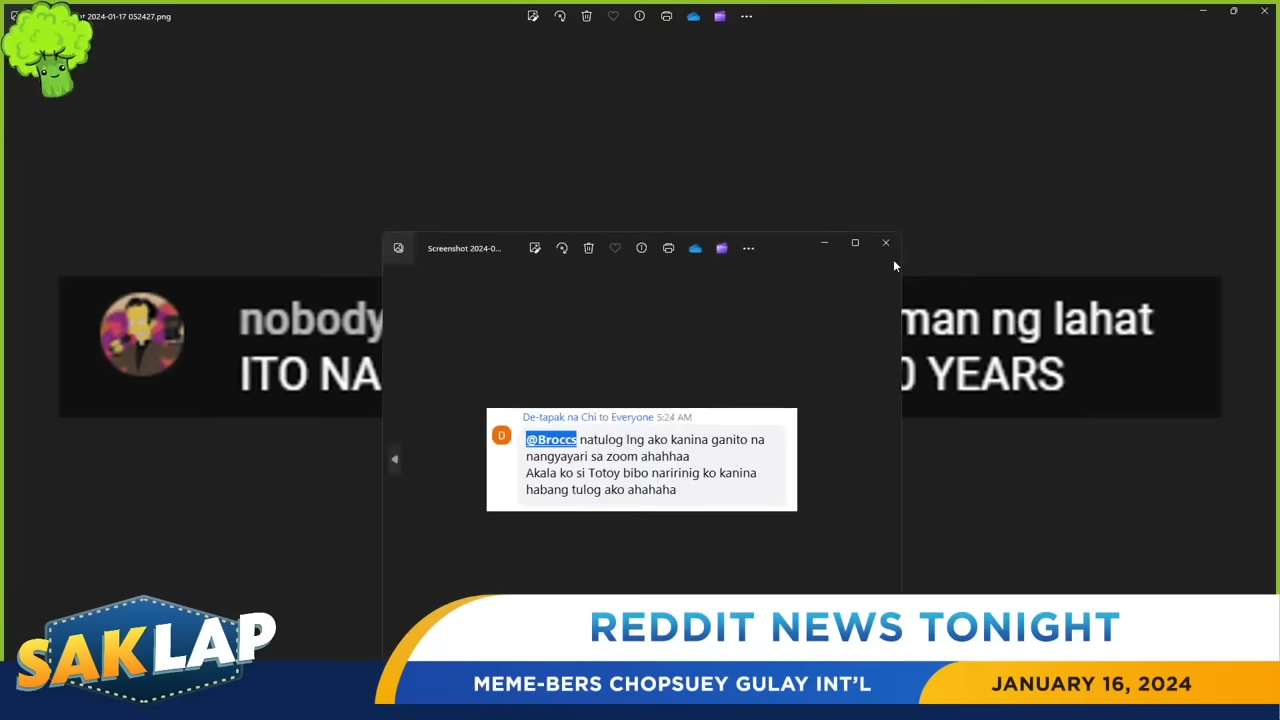 ot 2024-01-17 052427.png
Screenshot 2024-0...
nobody
man ng lahat
ITO NA
0 YEARS
De-tapak na Chi to Everyone 5:24 AM
D
@Broccs natulog lng ako kanina ganito na
nangyayari sa zoom ahahhaa
Akala ko si Totoy bibo naririnig ko kanina
habang tulog ako ahahaha
SAKLAP
REDDIT NEWS TONIGHT
MEME-BERS CHOPSUEY GULAY INT'L
JANUARY 16, 2024